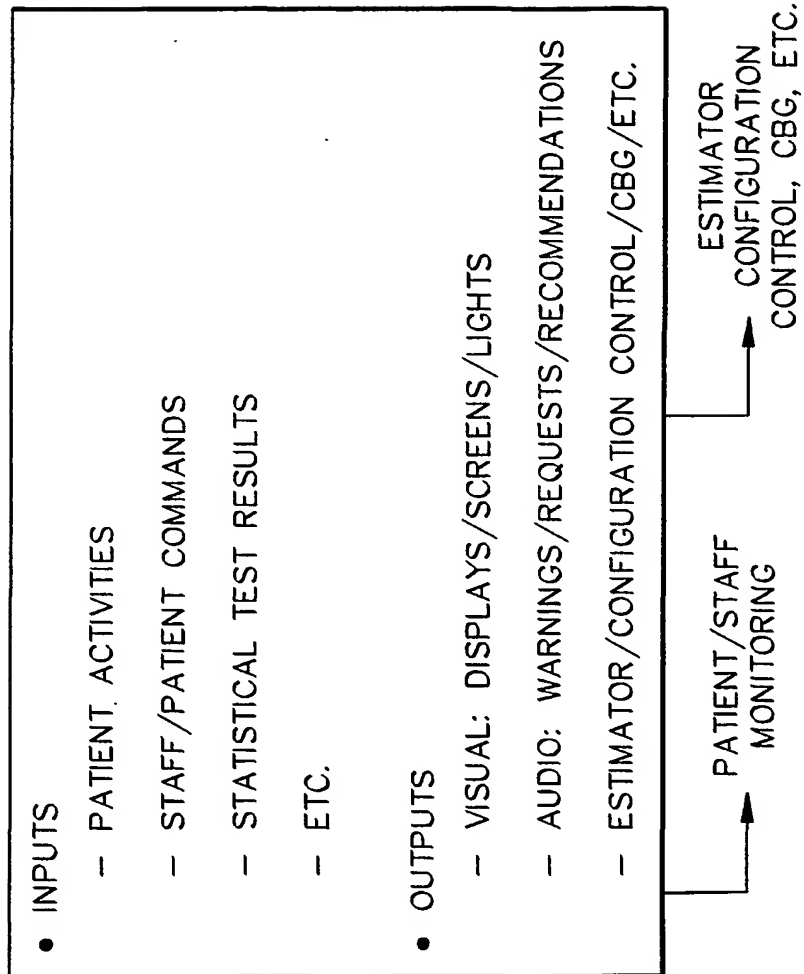 • INPUTS
– PATIENT ACTIVITIES
– STAFF/PATIENT COMMANDS
– STATISTICAL TEST RESULTS
– ETC.
• OUTPUTS
– VISUAL: DISPLAYS/SCREENS/LIGHTS
– AUDIO: WARNINGS/REQUESTS/RECOMMENDATIONS
– ESTIMATOR/CONFIGURATION CONTROL/CBG/ETC.
PATIENT/STAFF
MONITORING
ESTIMATOR
CONFIGURATION
CONTROL, CBG, ETC.